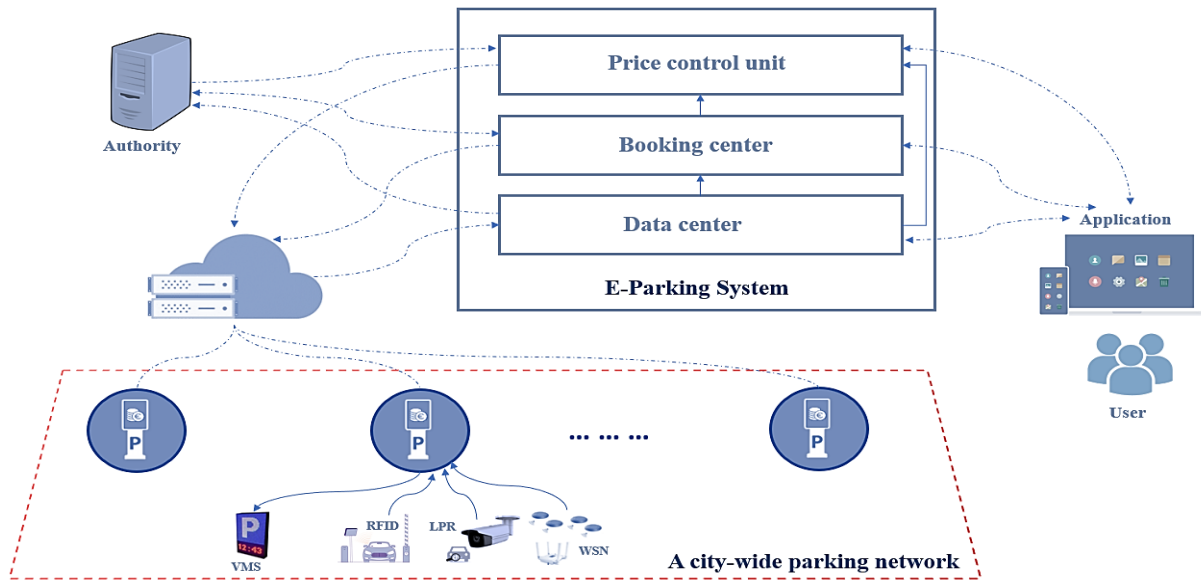 Price control unit
Authority
Booking center
Data center
Application
E-Parking System
User
P
P
... ... ...
P
P
12:43
VMS
RFID
LPR
WSN
A city-wide parking network